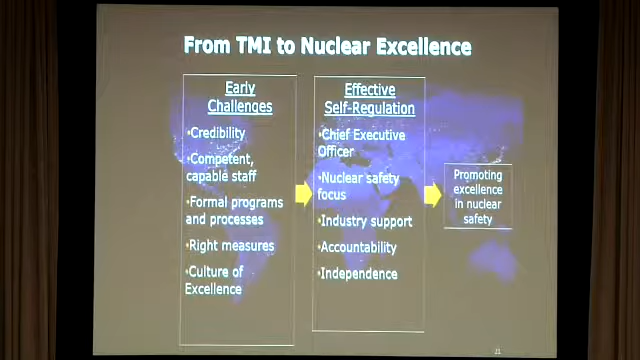 From TMI to Nuclear Excellence
Early
Challenges
•Credibility
•Competent,
capable staff
•Formal programs
and processes
•Right measures
•Culture of
Excellence
Effective
Self-Regulation
•Chief Executive
Officer
•Nuclear safety
focus
•Industry support
•Accountability
•Independence
Promoting
excellence
in nuclear
safety